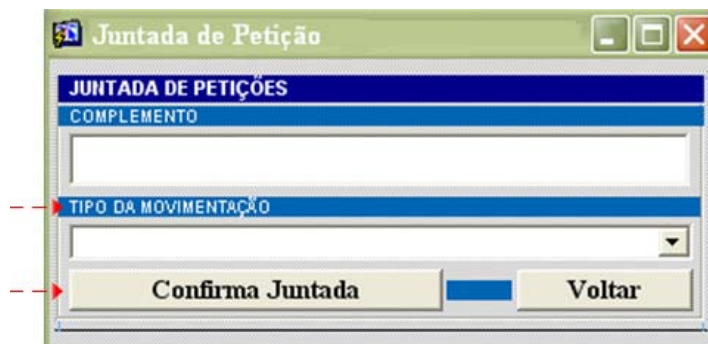 Juntada de Petição
JUNTADA DE PETIÇÕES
COMPLEMENTO
TIPO DA MOVIMENTAÇÃO
Confirma Juntada
Voltar